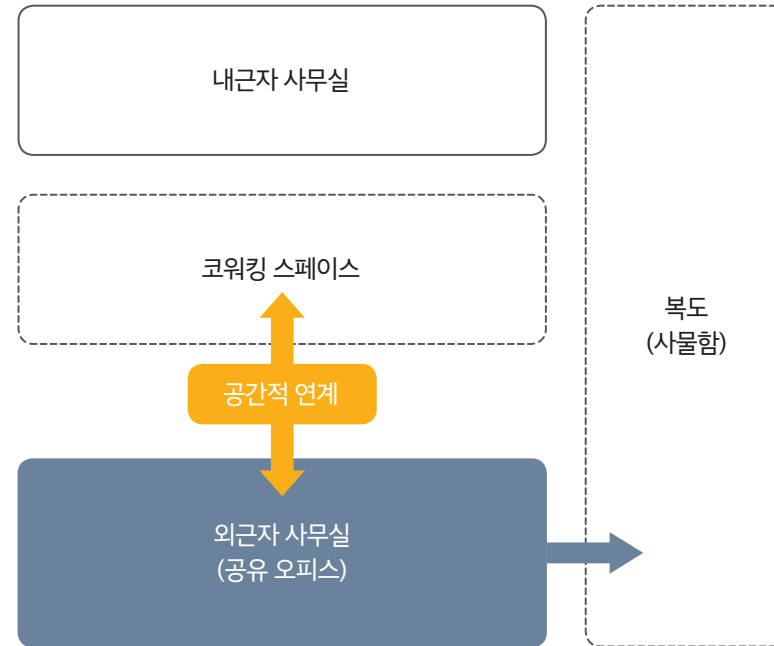 내근자 사무실
코워킹 스페이스
공간적 연계
외근자 사무실
(공유 오피스)
복도
(사물함)